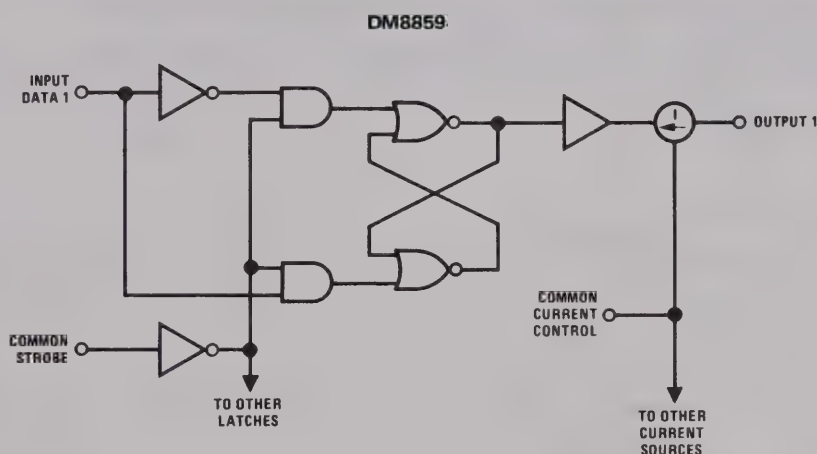 DM8859
INPUT
DATA 1
I
OUTPUT 1
COMMON
CURRENT
CONTROL
COMMON
STROBE
TO OTHER
LATCHES
TO OTHER
CURRENT
SOURCES